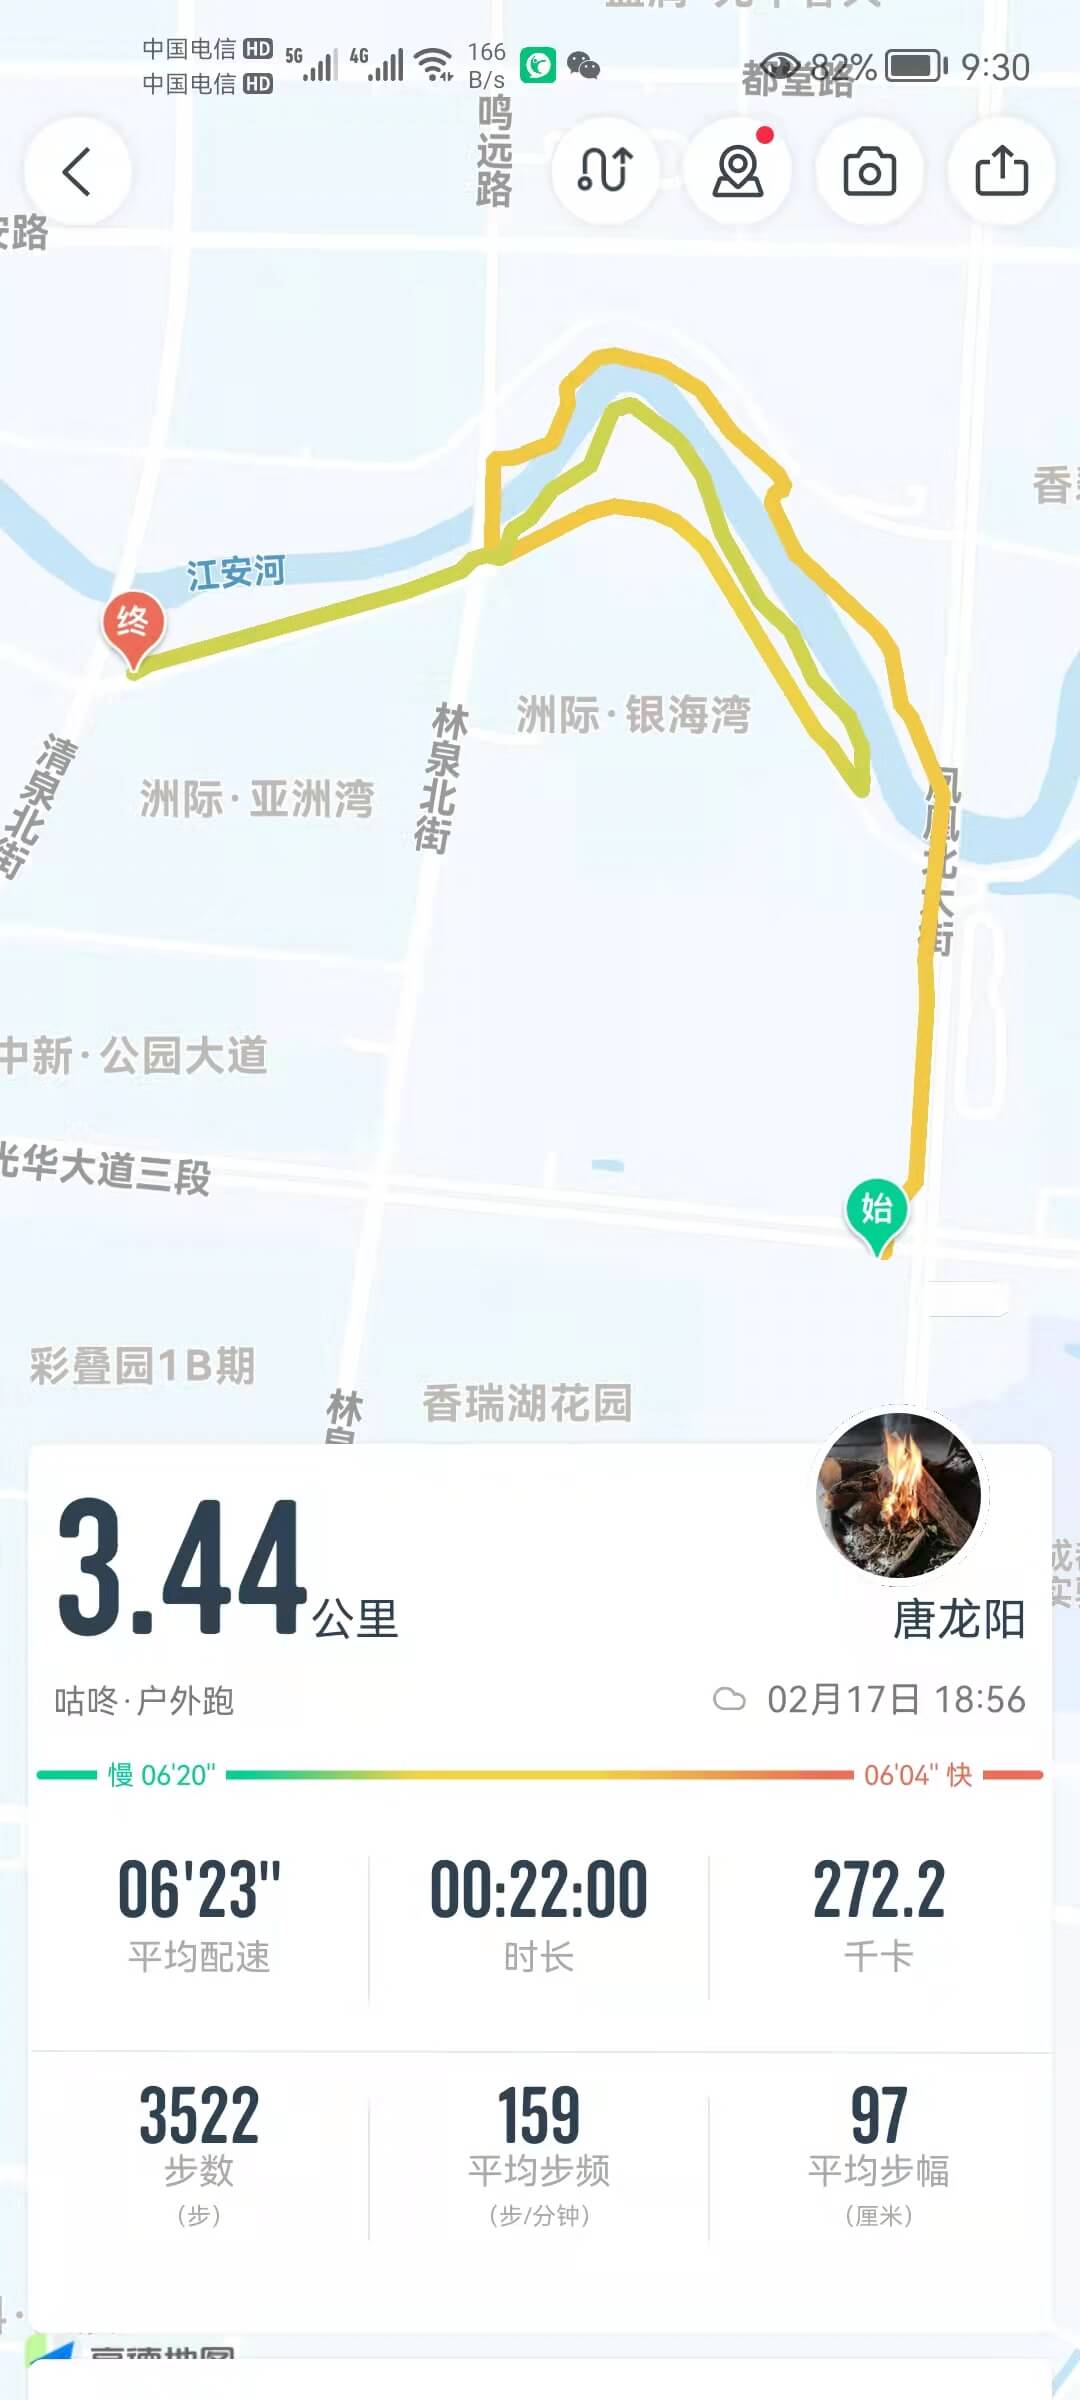 中国电信 HD 5G 4G 166 B/s 82% 9:30
中国电信 HD
都堂路
鸣远路
安路
江安河
终
洲际·银海湾
林泉北街
清泉北街
洲际·亚洲湾
凤凰北大街
中新·公园大道
光华大道三段
始
彩叠园1B期
香瑞湖花园
3.44公里
唐龙阳
咕咚·户外跑
02月17日 18:56
慢 06'20"
06'04" 快
06'23" 00:22:00 272.2
平均配速 时长 千卡
3522 159 97
步数 平均步频 平均步幅
(步) (步/分钟) (厘米)
高德地图